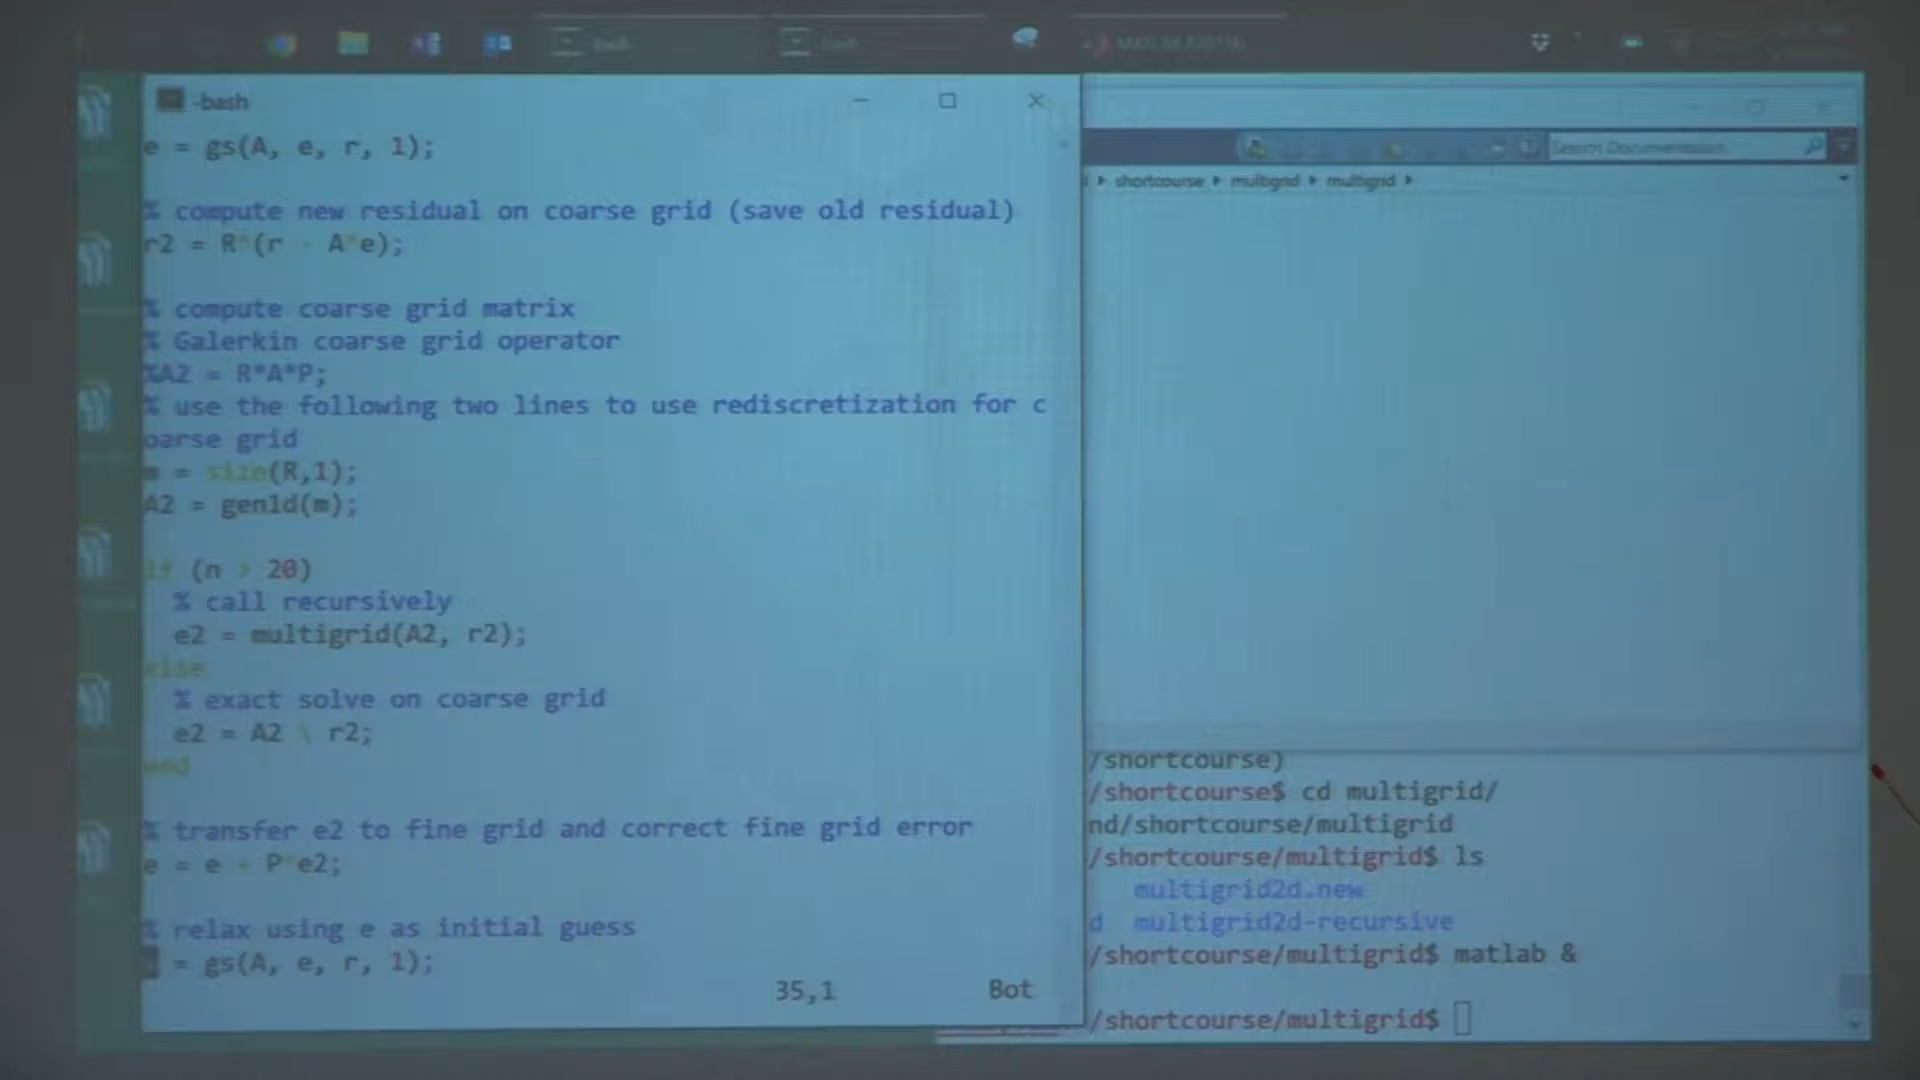 -bash
e = gs(A, e, r, 1);
% compute new residual on coarse grid (save old residual)
r2 = R*(r - A*e);
% compute coarse grid matrix
% Galerkin coarse grid operator
%A2 = R*A*P;
% use the following two lines to use rediscretization for c
oarse grid
m = size(R,1);
A2 = gen1d(m);
if (n > 20)
% call recursively
e2 = multigrid(A2, r2);
else
% exact solve on coarse grid
e2 = A2 \ r2;
end
% transfer e2 to fine grid and correct fine grid error
e = e + P*e2;
% relax using e as initial guess
= gs(A, e, r, 1);
35,1 Bot
Search Documentation
shortcourse multigrid multigrid
/shortcourse)
/shortcourse$ cd multigrid/
nd/shortcourse/multigrid
/shortcourse/multigrid$ ls
multigrid2d.new
d multigrid2d-recursive
/shortcourse/multigrid$ matlab &
/shortcourse/multigrid$